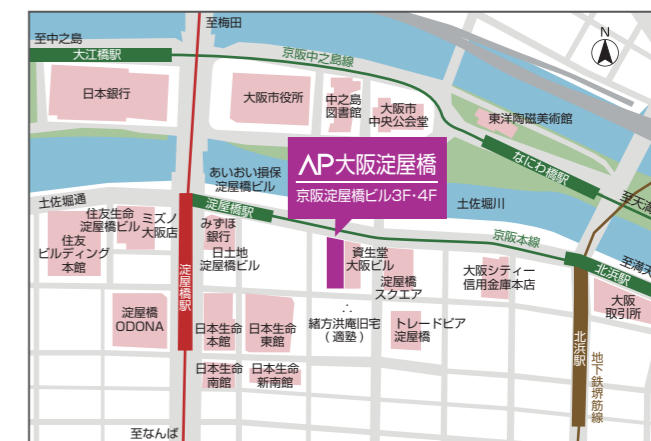 至梅田
至中之島
大江橋駅
京阪中之島線
N
日本銀行
大阪市役所
中之島
図書館
大阪市
中央公会堂
東洋陶磁美術館
なにわ橋駅
AP大阪淀屋橋
京阪淀屋橋ビル3F・4F
あいおい損保
淀屋橋ビル
土佐堀通
淀屋橋駅
土佐堀川
京阪本線
至天満
至満天
北浜駅
住友生命
淀屋橋ビル
ミズノ
大阪店
みずほ
銀行
住友
ビルディング
本館
日土地
淀屋橋ビル
資生堂
大阪ビル
淀屋橋
スクエア
大阪シティー
信用金庫本店
大阪
取引所
淀屋橋駅
淀屋橋
ODONA
日本生命
本館
日本生命
東館
緒方洪庵旧宅
(適塾)
トレードピア
淀屋橋
北浜駅
地下鉄堺筋線
日本生命
南館
日本生命
新南館
至なんば